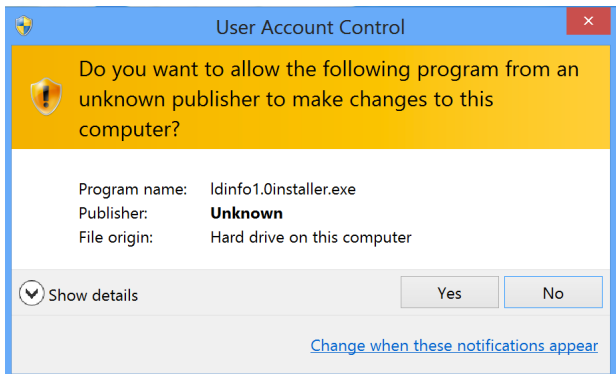 User Account Control
Do you want to allow the following program from an
unknown publisher to make changes to this
computer?
Program name: ldinfo1.0installer.exe
Publisher: Unknown
File origin: Hard drive on this computer
Show details
Yes
No
Change when these notifications appear